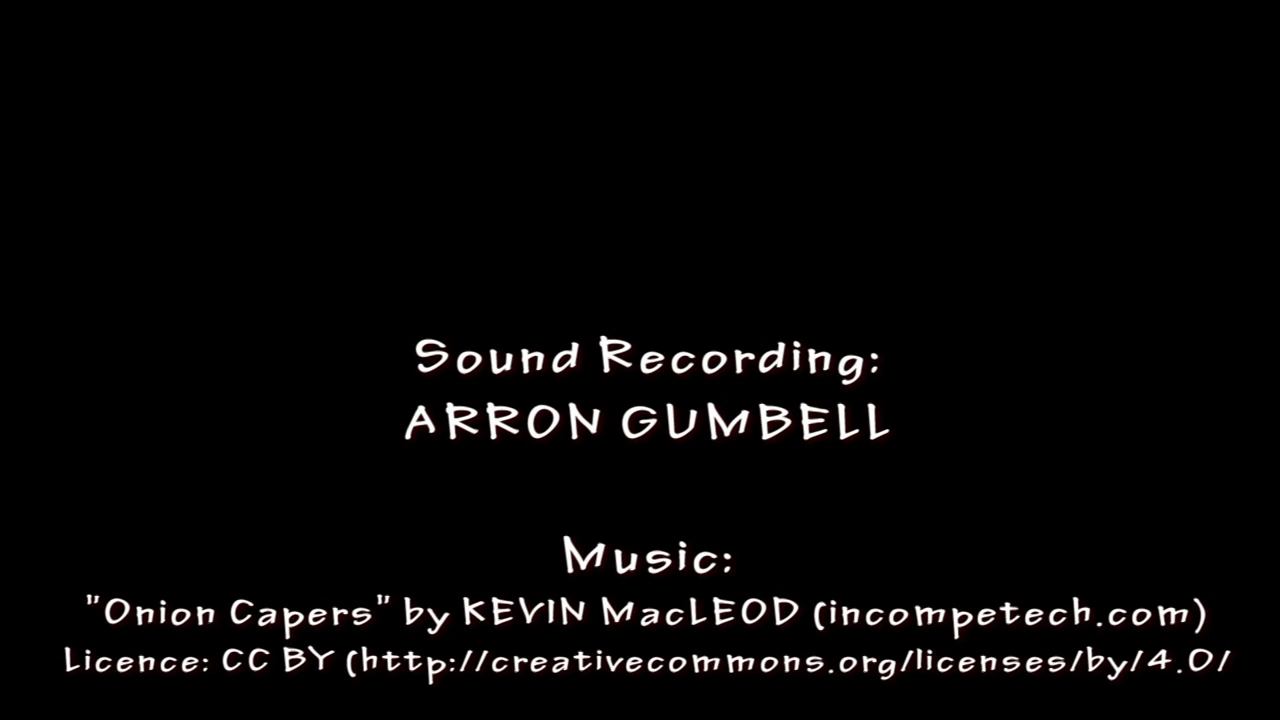 Sound Recording:
ARRON GUMBELL
Music:
"Onion Capers" by KEVIN MacLEOD (incompetech.com)
Licence: CC BY (http://creativecommons.org/licenses/by/4.0/